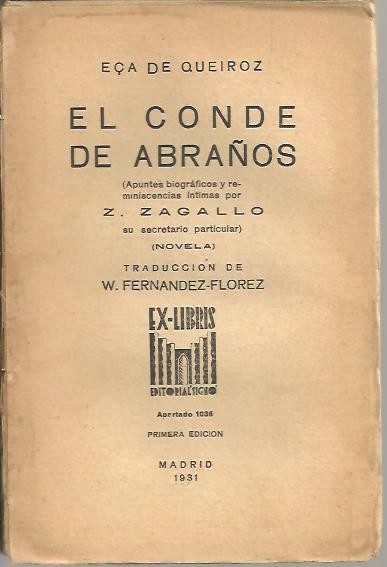 EÇA DE QUEIROZ
EL CONDE
DE ABRAÑOS
(Apuntes biográficos y re-
miniscencias íntimas por
Z. ZAGALLO
su secretario particular)
(NOVELA)
TRADUCCION DE
W. FERNANDEZ-FLOREZ
EX-LIBRIS
EDITORIAL "SIGNO"
Apartado 1036
PRIMERA EDICION
MADRID
1931